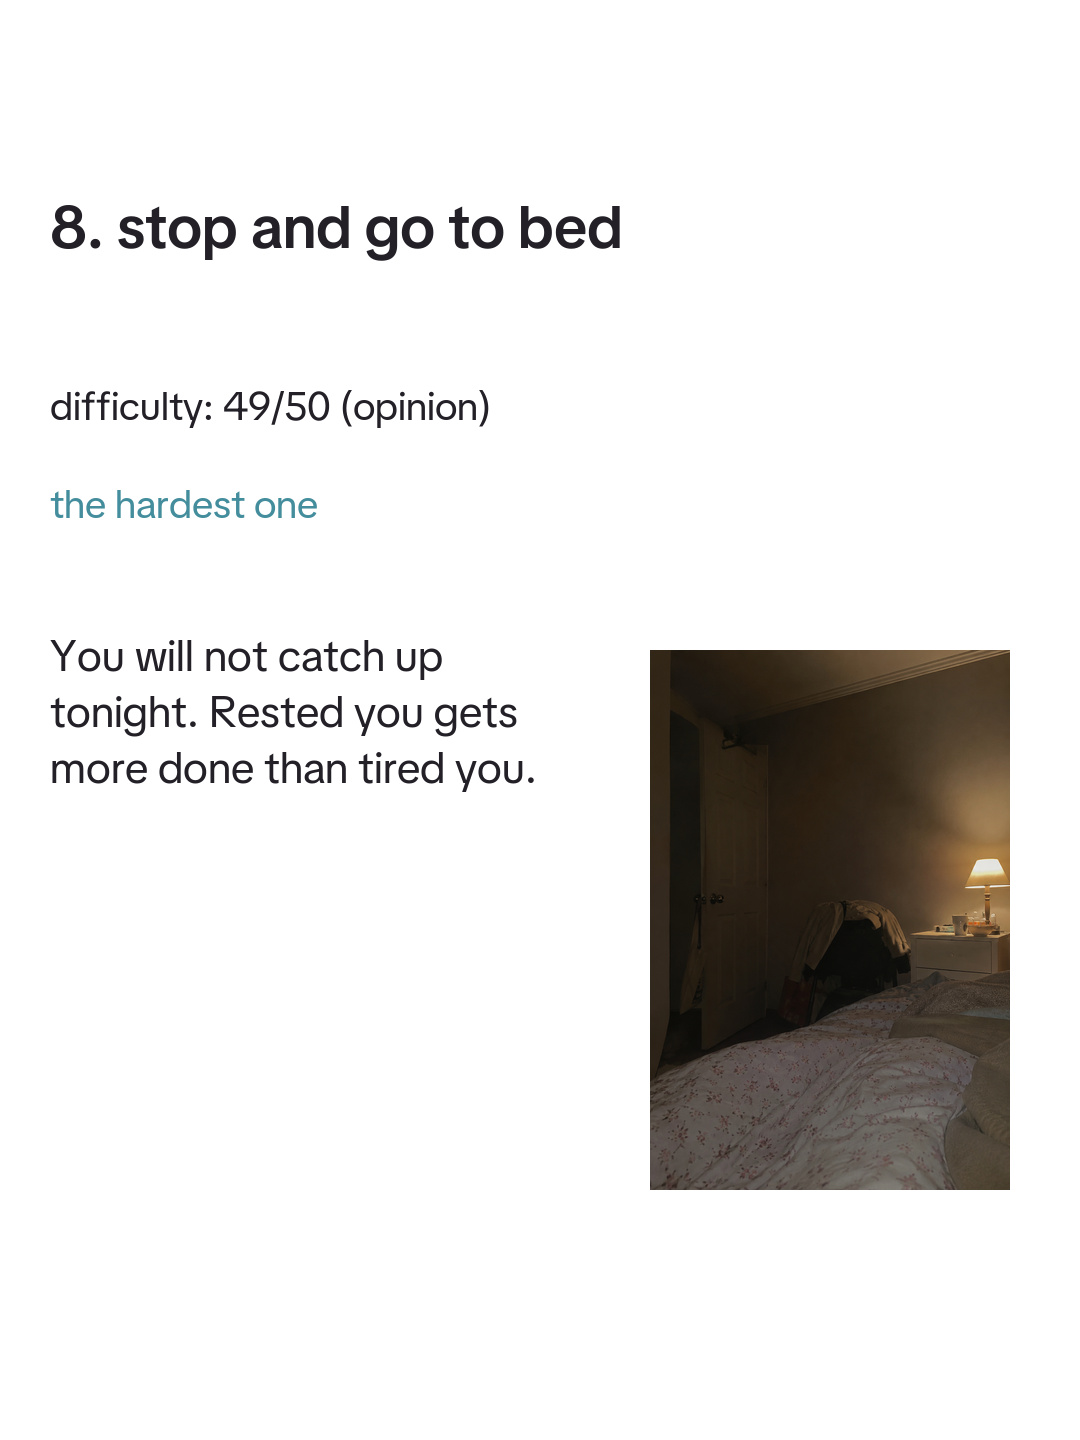 8. stop and go to bed
difficulty: 49/50 (opinion)
the hardest one
You will not catch up
tonight. Rested you gets
more done than tired you.